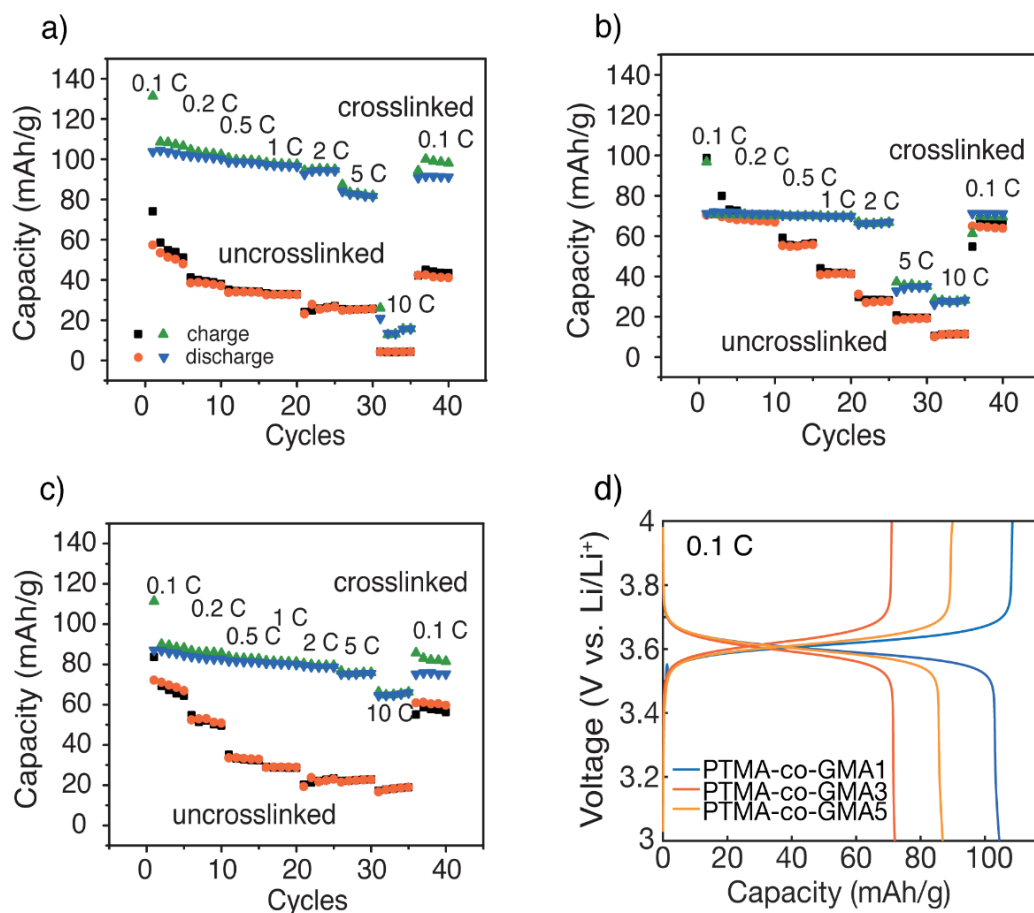 a)
140
120
100
80
60
40
20
0
Capacity (mAh/g)
0.1 C
0.2 C
0.5 C
1 C
2 C
5 C
10 C
0.1 C
crosslinked
uncrosslinked
charge
discharge
0 10 20 30 40
Cycles
b)
140
120
100
80
60
40
20
0
Capacity (mAh/g)
0.1 C
0.2 C
0.5 C
1 C
2 C
5 C
10 C
0.1 C
crosslinked
uncrosslinked
0 10 20 30 40
Cycles
c)
140
120
100
80
60
40
20
0
Capacity (mAh/g)
0.1 C
0.2 C
0.5 C
1 C
2 C
5 C
10 C
0.1 C
crosslinked
uncrosslinked
0 10 20 30 40
Cycles
d)
4
3.8
3.6
3.4
3.2
3
Voltage (V vs. Li/Li⁺)
0.1 C
PTMA-co-GMA1
PTMA-co-GMA3
PTMA-co-GMA5
0 20 40 60 80 100
Capacity (mAh/g)